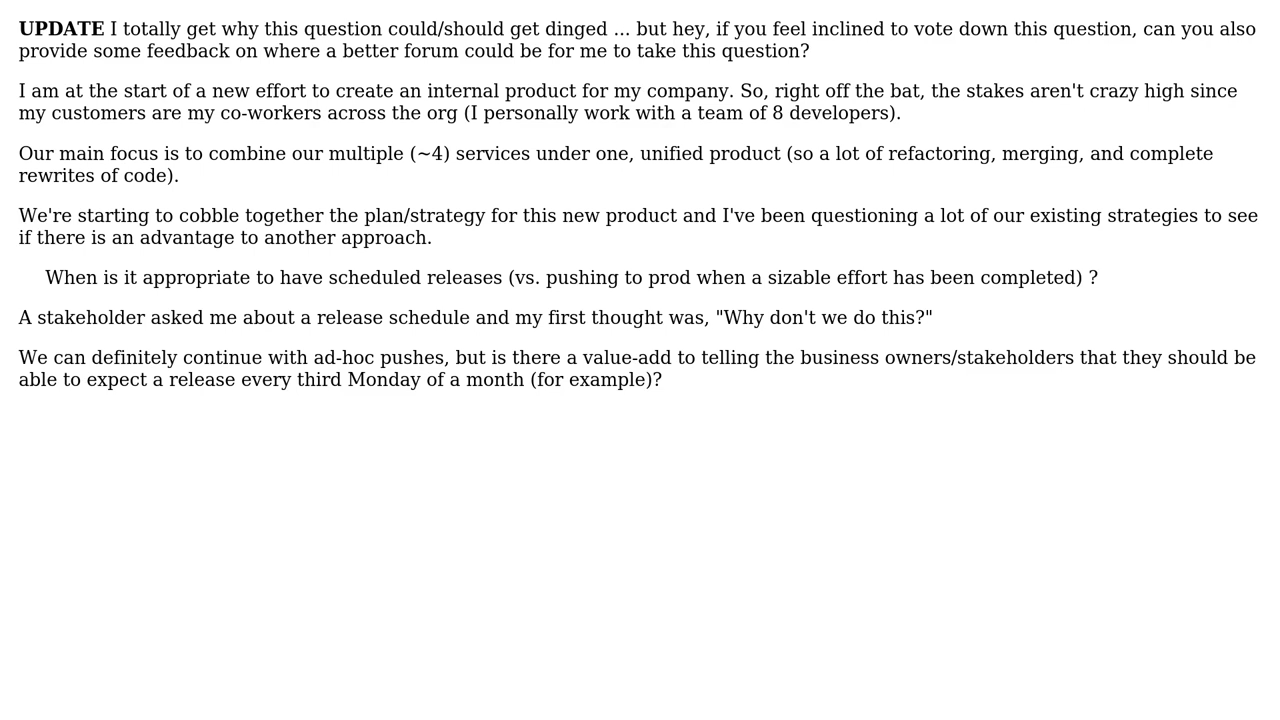 UPDATE I totally get why this question could/should get dinged ... but hey, if you feel inclined to vote down this question, can you also
provide some feedback on where a better forum could be for me to take this question?
I am at the start of a new effort to create an internal product for my company. So, right off the bat, the stakes aren't crazy high since
my customers are my co-workers across the org (I personally work with a team of 8 developers).
Our main focus is to combine our multiple (~4) services under one, unified product (so a lot of refactoring, merging, and complete
rewrites of code).
We're starting to cobble together the plan/strategy for this new product and I've been questioning a lot of our existing strategies to see
if there is an advantage to another approach.
When is it appropriate to have scheduled releases (vs. pushing to prod when a sizable effort has been completed) ?
A stakeholder asked me about a release schedule and my first thought was, "Why don't we do this?"
We can definitely continue with ad-hoc pushes, but is there a value-add to telling the business owners/stakeholders that they should be
able to expect a release every third Monday of a month (for example)?